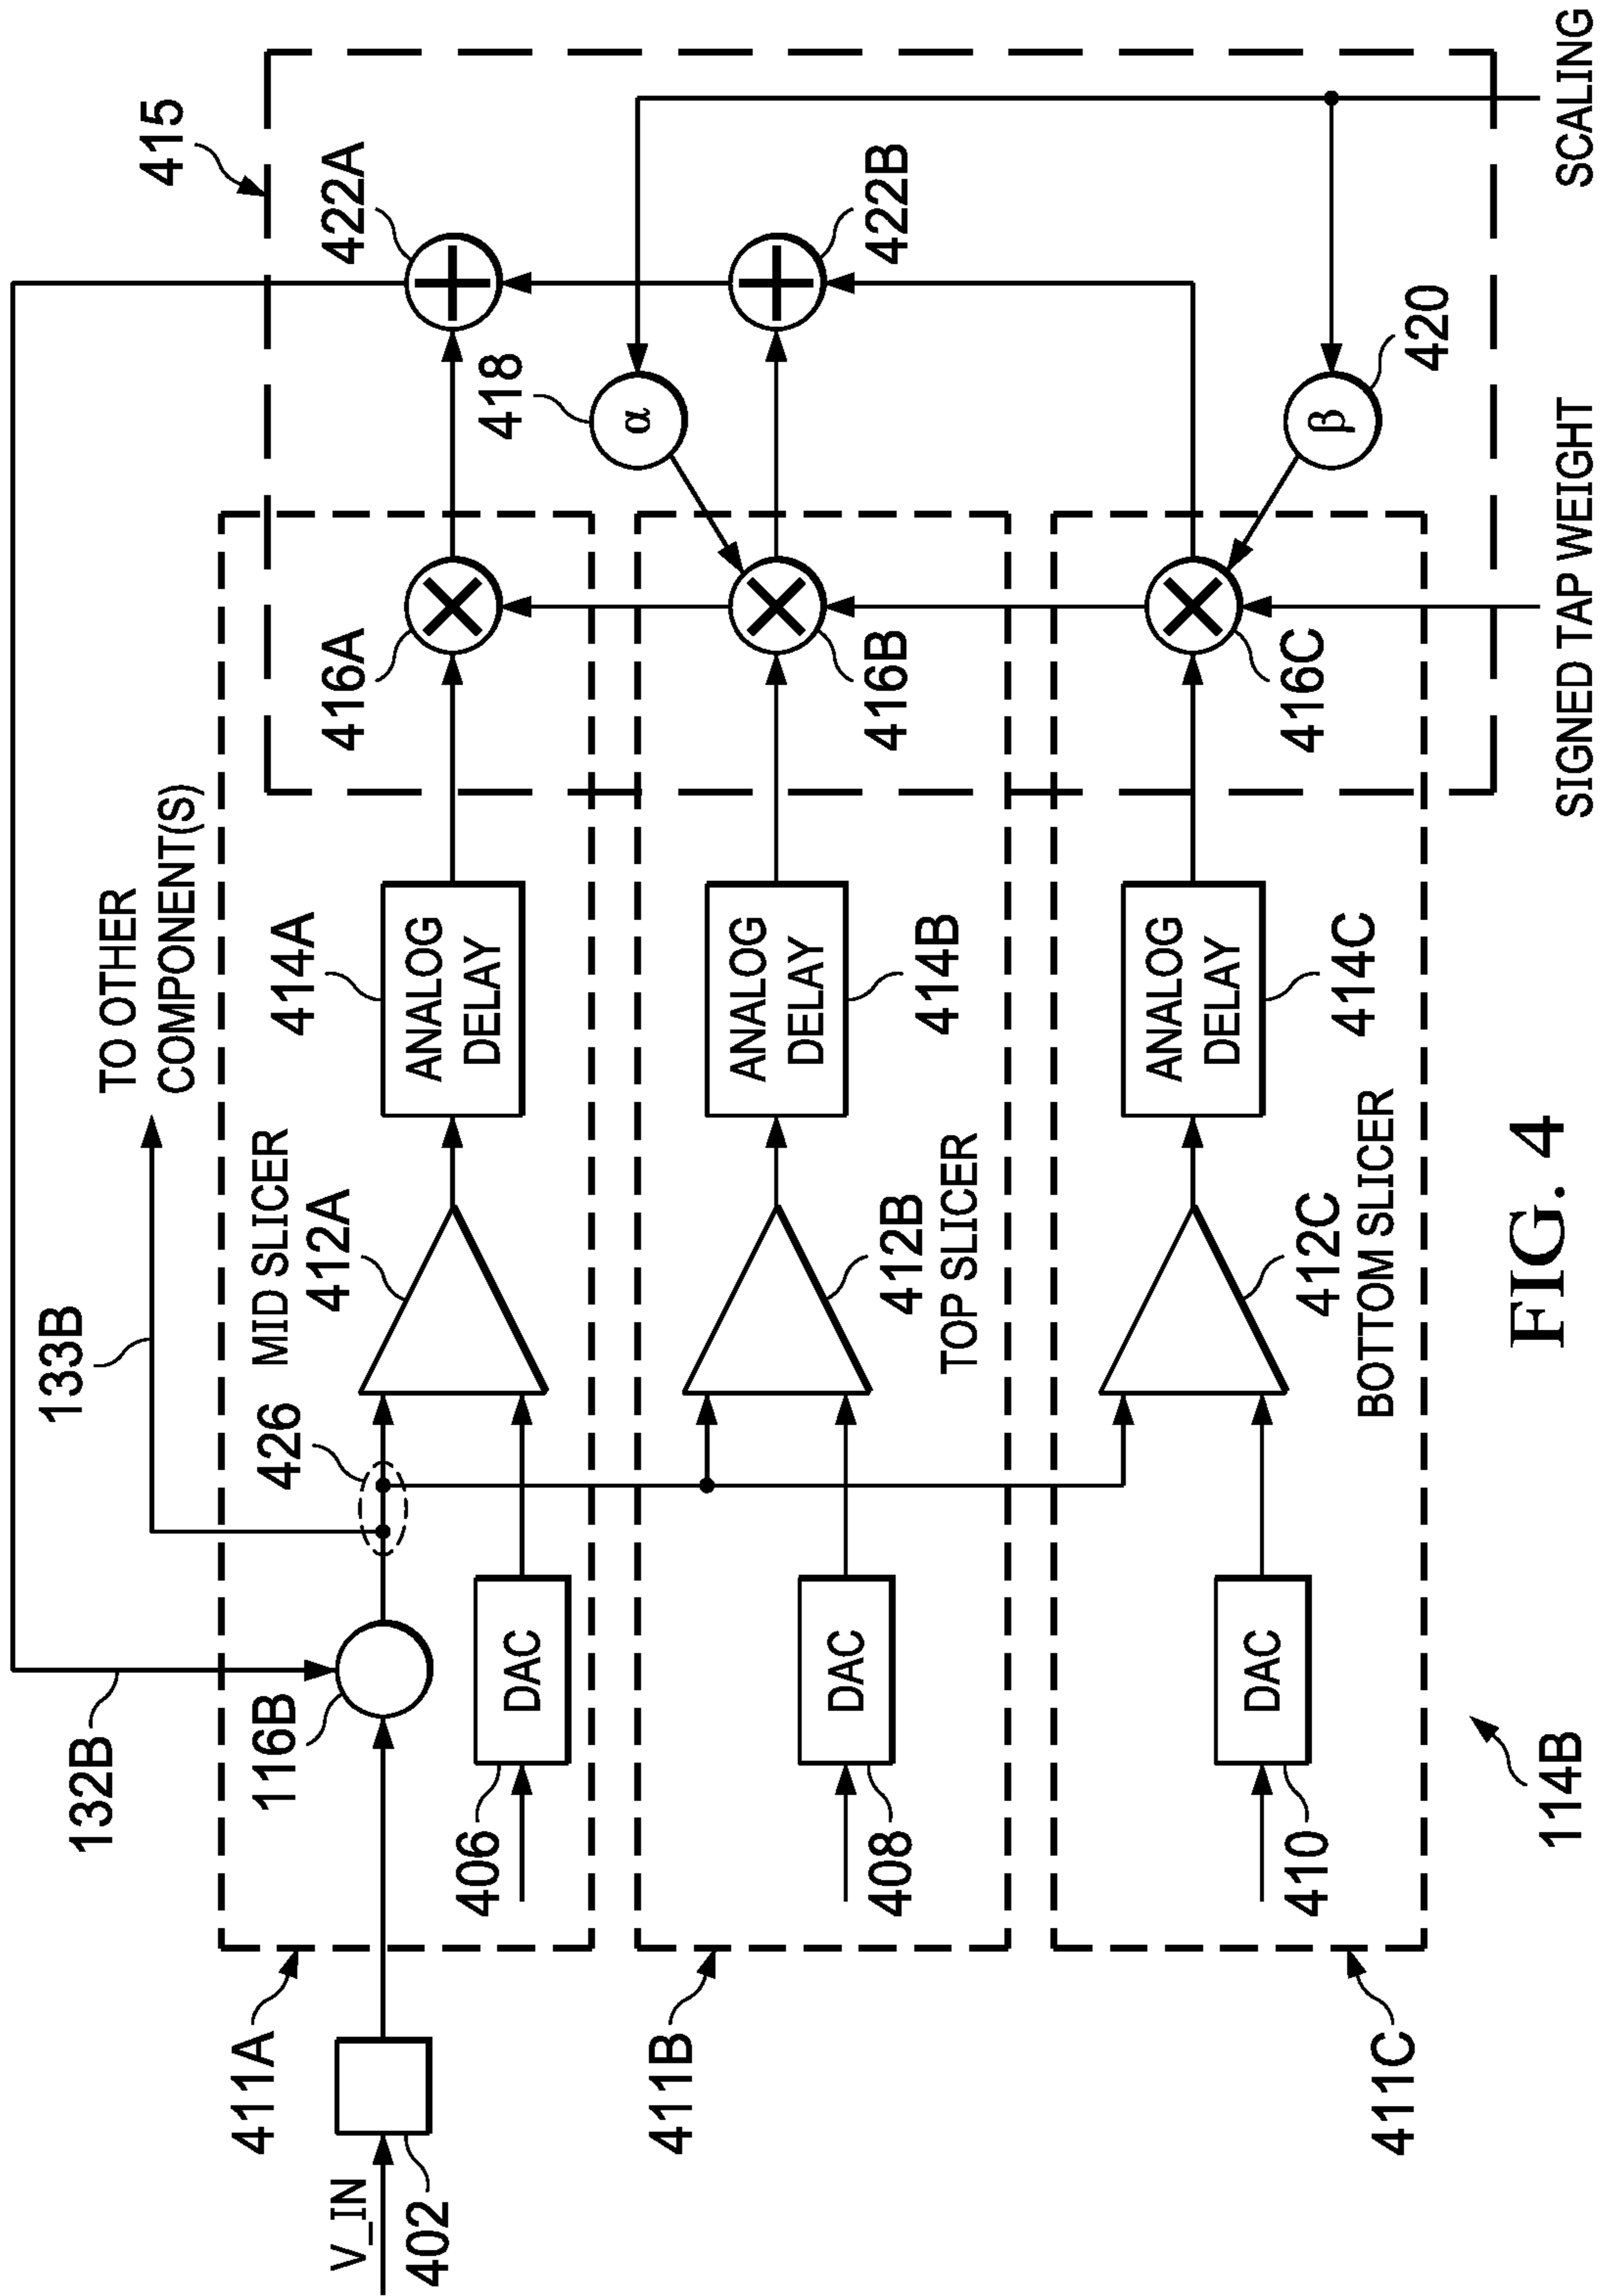 132B
133B
TO OTHER
COMPONENT(S)
415
411A
V_IN
402
116B
426
MID SLICER
412A
414A
ANALOG
DELAY
416A
422A
406
DAC
418
α
411B
408
DAC
412B
TOP SLICER
ANALOG
DELAY
414B
416B
422B
411C
410
DAC
412C
BOTTOM SLICER
ANALOG
DELAY
414C
416C
β
420
114B
SIGNED TAP WEIGHT
SCALING
FIG. 4